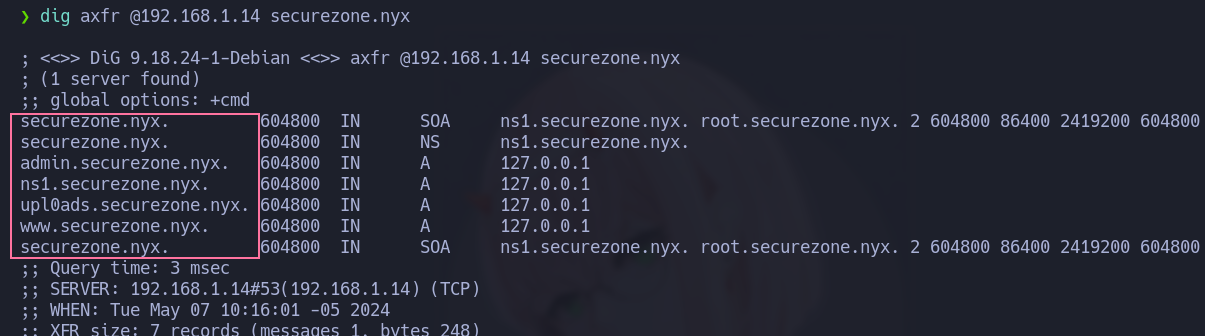 ❯ dig axfr @192.168.1.14 securezone.nyx
; <<>> DiG 9.18.24-1-Debian <<>> axfr @192.168.1.14 securezone.nyx
; (1 server found)
;; global options: +cmd
securezone.nyx. 604800 IN SOA ns1.securezone.nyx. root.securezone.nyx. 2 604800 86400 2419200 604800
securezone.nyx. 604800 IN NS ns1.securezone.nyx.
admin.securezone.nyx. 604800 IN A 127.0.0.1
ns1.securezone.nyx. 604800 IN A 127.0.0.1
upl0ads.securezone.nyx. 604800 IN A 127.0.0.1
www.securezone.nyx. 604800 IN A 127.0.0.1
securezone.nyx. 604800 IN SOA ns1.securezone.nyx. root.securezone.nyx. 2 604800 86400 2419200 604800
;; Query time: 3 msec
;; SERVER: 192.168.1.14#53(192.168.1.14) (TCP)
;; WHEN: Tue May 07 10:16:01 -05 2024
;; XFR size: 7 records (messages 1, bytes 248)